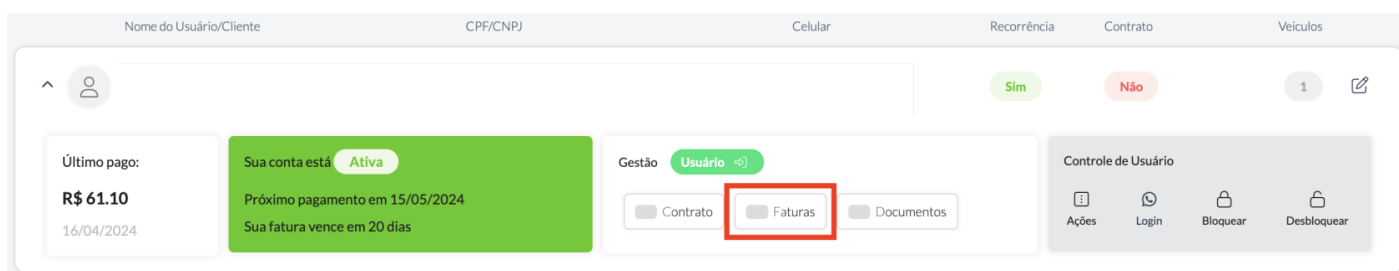 Nome do Usuário/Cliente CPF/CNPJ Celular Recorrência Contrato Veiculos
Sim Não 1
Último pago:
R$ 61.10
16/04/2024
Sua conta está Ativa
Próximo pagamento em 15/05/2024
Sua fatura vence em 20 dias
Gestão Usuário
Contrato Faturas Documentos
Controle de Usuário
Ações Login Bloquear Desbloquear